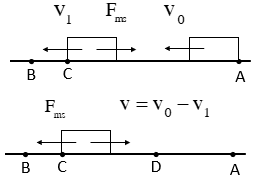 v₁ Fₘₛ v₀
B C A
Fₘₛ v = v₀ − v₁
B C D A